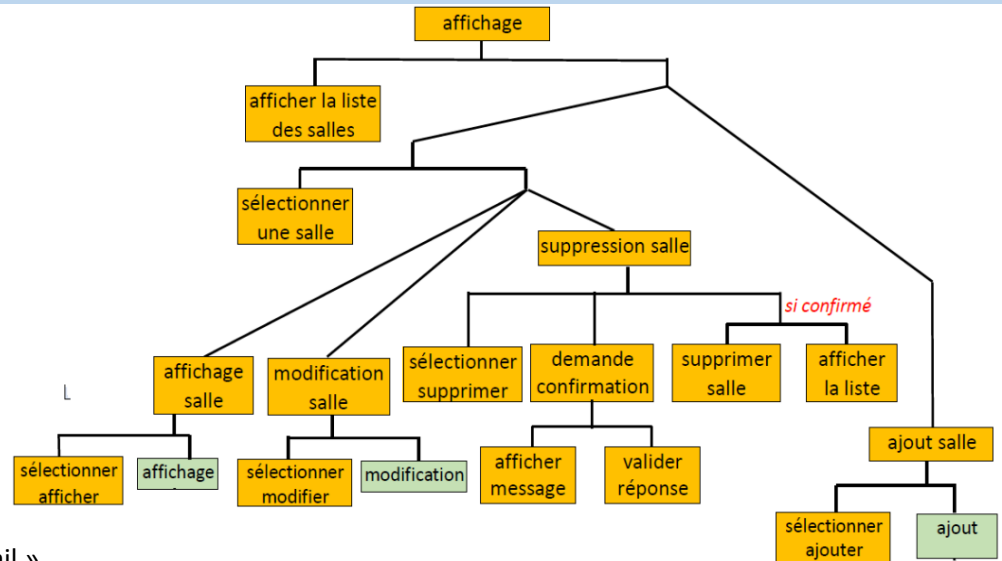 affichage
afficher la liste
des salles
sélectionner
une salle
suppression salle
si confirmé
affichage
salle
modification
salle
sélectionner
supprimer
demande
confirmation
supprimer
salle
afficher
la liste
ajout salle
sélectionner
afficher
affichage
sélectionner
modifier
modification
afficher
message
valider
réponse
sélectionner
ajouter
ajout
il »